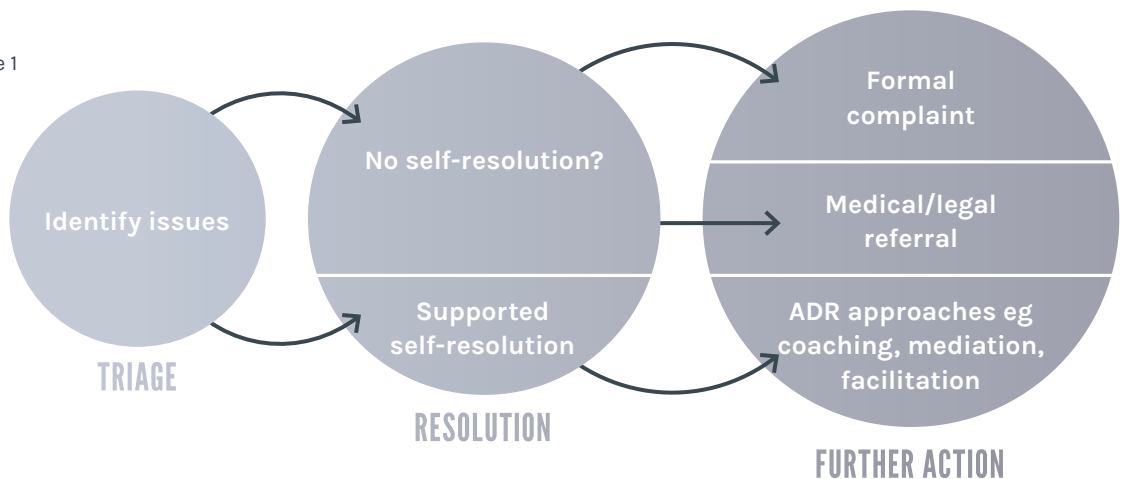 e 1
Identify issues
TRIAGE
No self-resolution?
Supported
self-resolution
RESOLUTION
Formal
complaint
Medical/legal
referral
ADR approaches eg
coaching, mediation,
facilitation
FURTHER ACTION